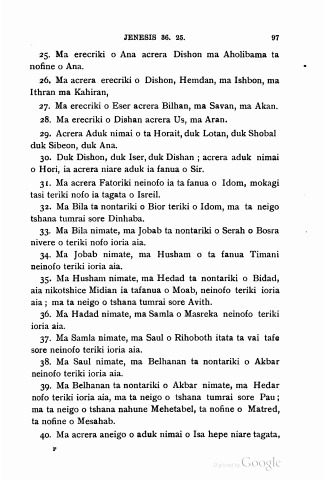 JENESIS 36. 25. 97
25. Ma erecriki o Ana acrera Dishon ma Aholibama ta
nofine o Ana.
26. Ma acrera erecriki o Dishon, Hemdan, ma Ishbon, ma
Ithran ma Kahiran,
27. Ma erecriki o Eser acrera Bilhan, ma Savan, ma Akan.
28. Ma erecriki o Dishan acrera Us, ma Aran.
29. Acrera Aduk nimai o ta Horait, duk Lotan, duk Shobal
duk Sibeon, duk Ana.
30. Duk Dishon, duk Iser, duk Dishan; acrera aduk nimai
o Hori, ia acrera niare aduk ia fanua o Sir.
31. Ma acrera Fatoriki neinofo ia ta fanua o Idom, mokagi
tasi teriki nofo ia tagata o Isreil.
32. Ma Bila ta nontariki o Bior teriki o Idom, ma ta neigo
tshana tumrai sore Dinhaba.
33. Ma Bila nimate, ma Jobab ta nontariki o Serah o Bosra
nivere o teriki nofo ioria aia.
34. Ma Jobab nimate, ma Husham o ta fanua Timani
neinofo teriki ioria aia.
35. Ma Husham nimate, ma Hedad ta nontariki o Bidad,
aia nikotshice Midian ia tafanua o Moab, neinofo teriki ioria
aia; ma ta neigo o tshana tumrai sore Avith.
36. Ma Hadad nimate, ma Samla o Masreka neinofo teriki
ioria aia.
37. Ma Samla nimate, ma Saul o Rihoboth itata ta vai tafe
sore neinofo teriki ioria aia.
38. Ma Saul nimate, ma Belhanan ta nontariki o Akbar
neinofo teriki ioria aia.
39. Ma Belhanan ta nontariki o Akbar nimate, ma Hedar
nofo teriki ioria aia, ma ta neigo o tshana tumrai sore Pau;
ma ta neigo o tshana nahune Mehetabel, ta nofine o Matred,
ta nofine o Mesahab.
40. Ma acrera aneigo o aduk nimai o Isa hepe niare tagata,
F
Digitized by Google